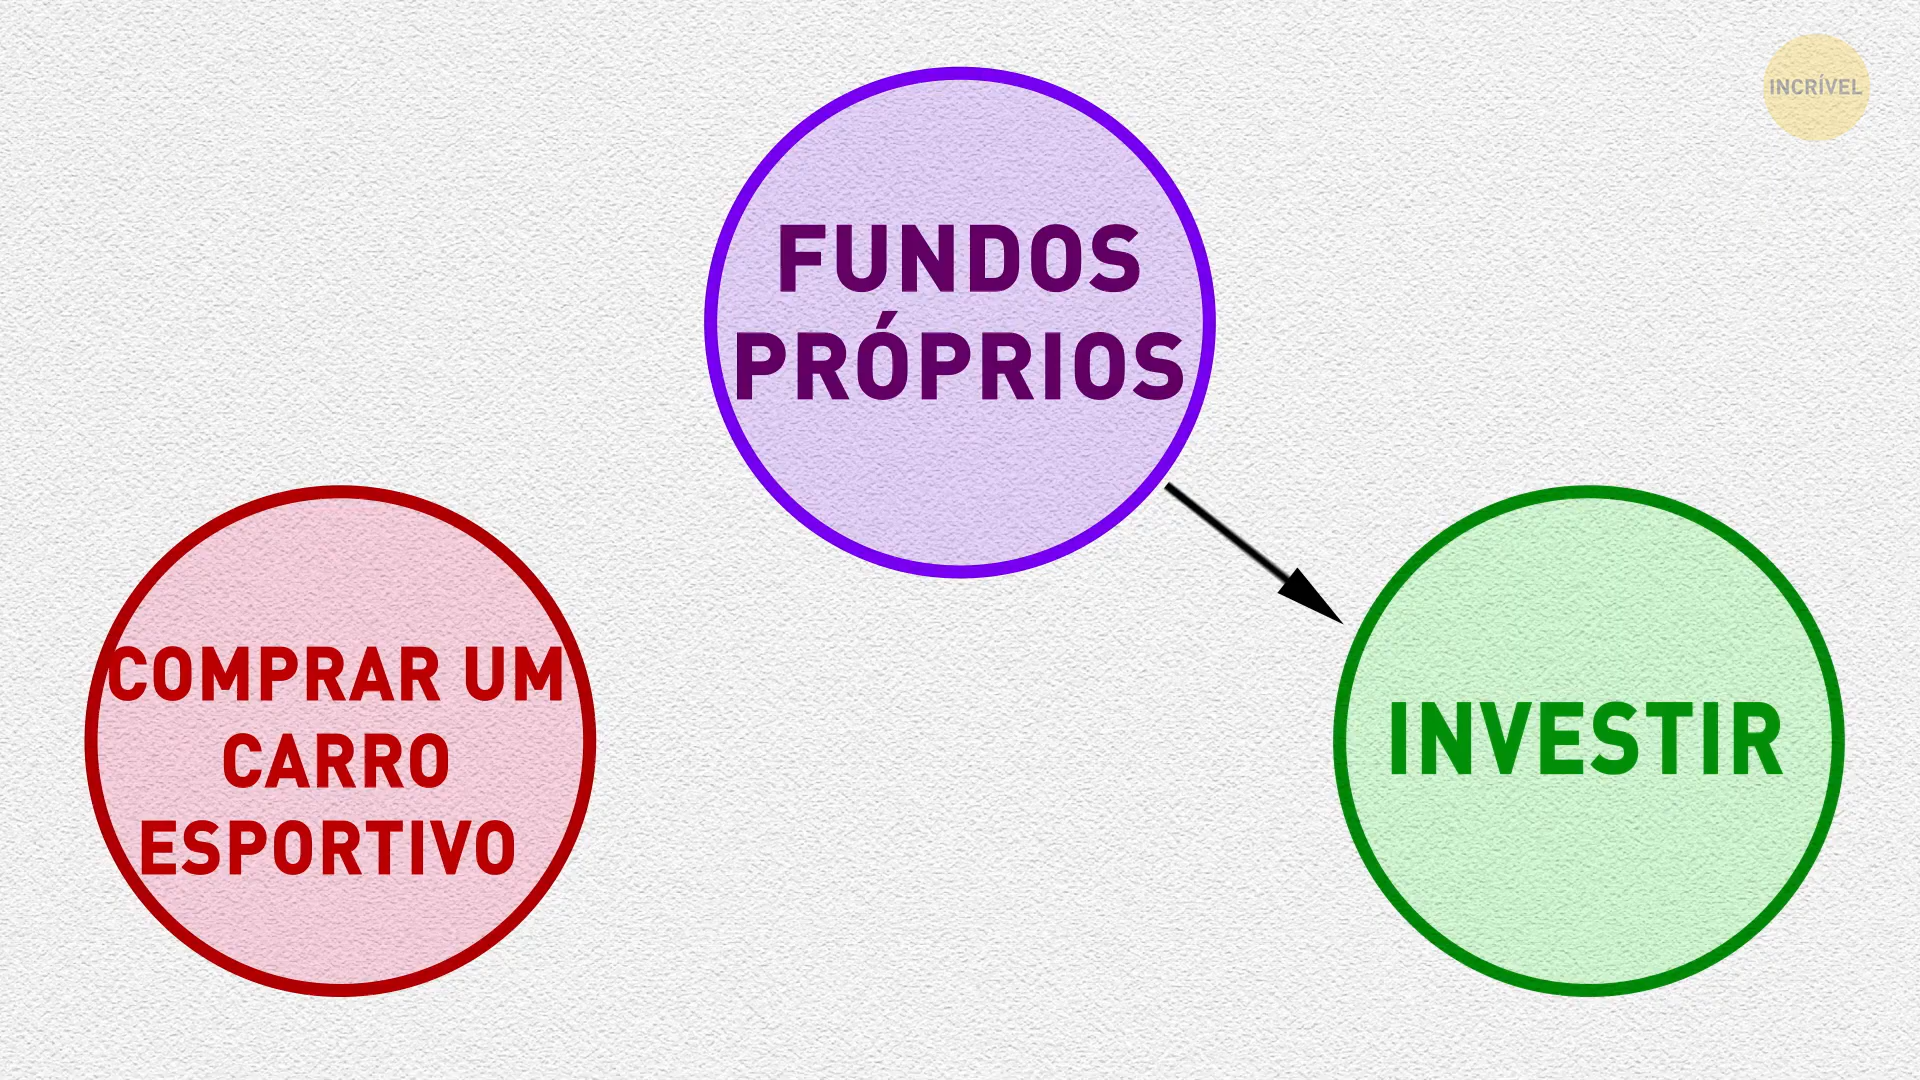 INCRÍVEL
FUNDOS
PRÓPRIOS
COMPRAR UM
CARRO
ESPORTIVO
INVESTIR